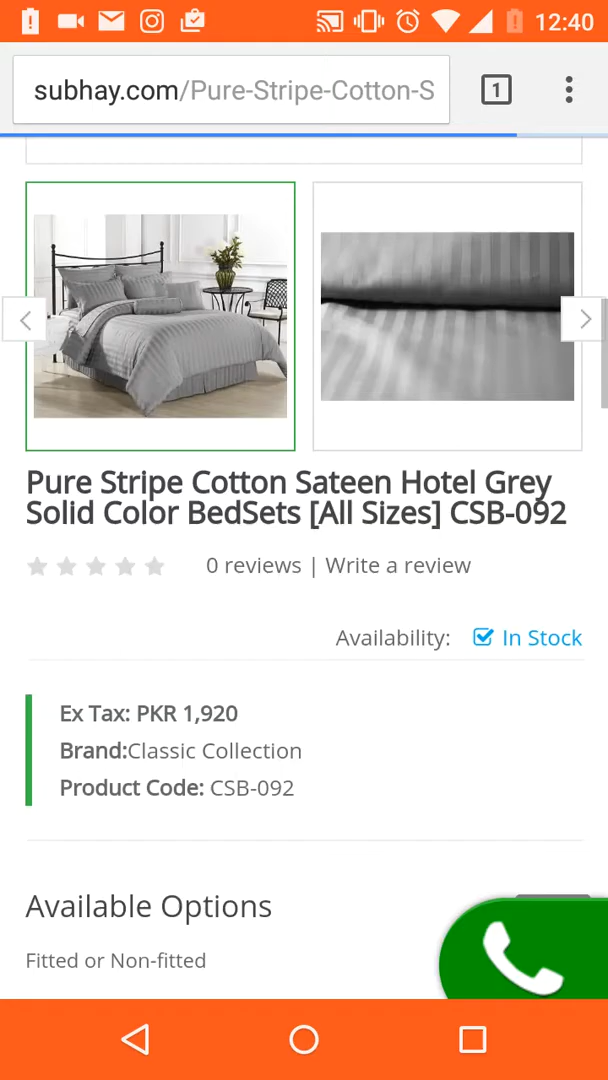 12:40
subhay.com/Pure-Stripe-Cotton-S
1
Pure Stripe Cotton Sateen Hotel Grey
Solid Color BedSets [All Sizes] CSB-092
0 reviews | Write a review
Availability: In Stock
Ex Tax: PKR 1,920
Brand:Classic Collection
Product Code: CSB-092
Available Options
Fitted or Non-fitted